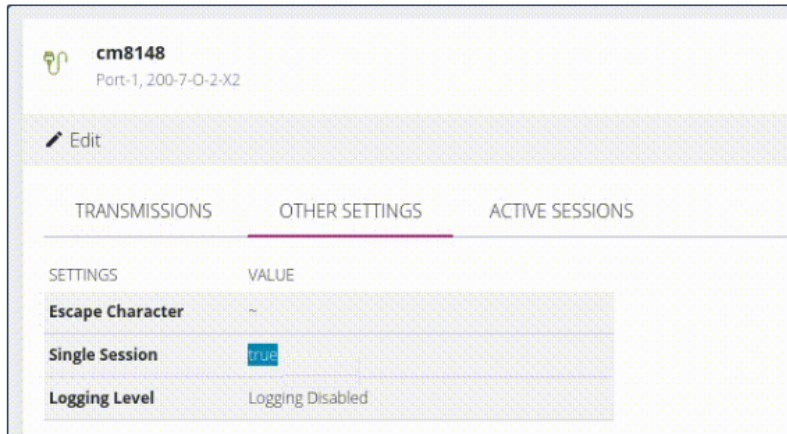 cm8148
Port-1, 200-7-O-2-X2
Edit
TRANSMISSIONS OTHER SETTINGS ACTIVE SESSIONS
SETTINGS VALUE
Escape Character ~
Single Session true
Logging Level Logging Disabled